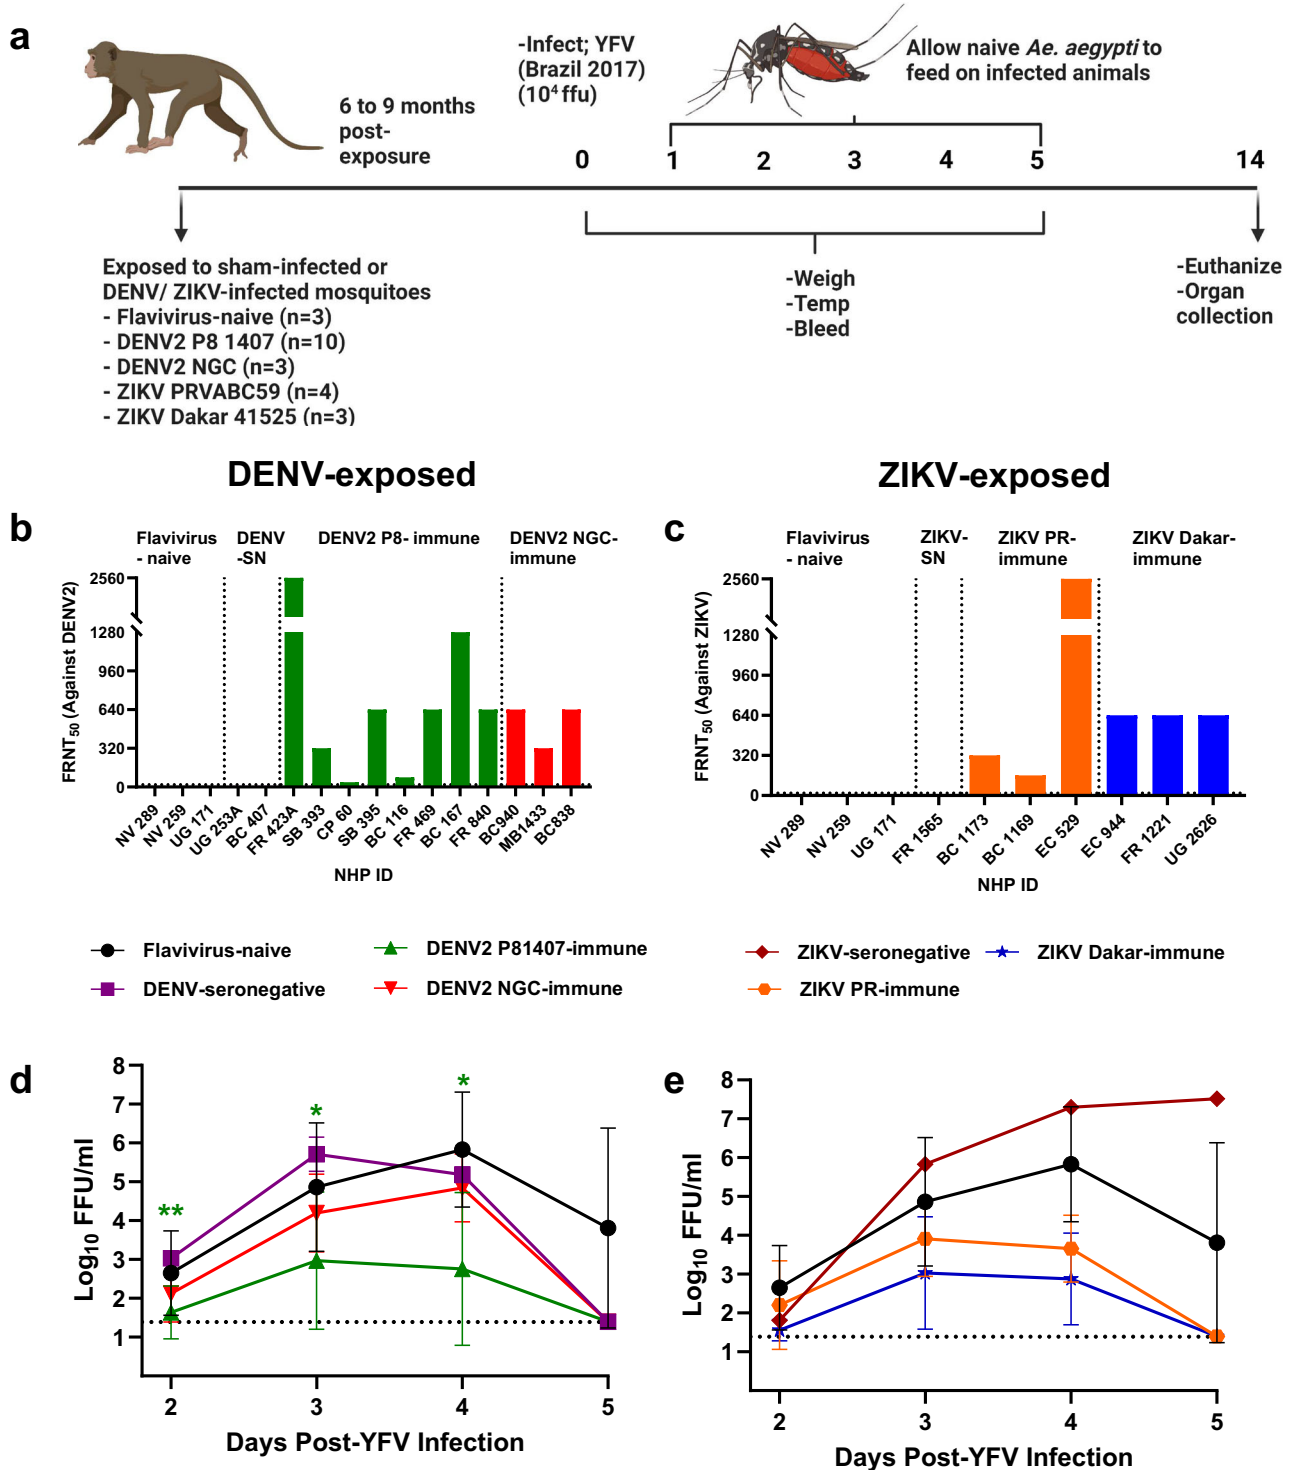 a
-Infect; YFV
(Brazil 2017)
(10⁴ ffu)
Allow naive Ae. aegypti to
feed on infected animals
6 to 9 months
post-
exposure
0 1 2 3 4 5 14
Exposed to sham-infected or
DENV/ ZIKV-infected mosquitoes
- Flavivirus-naive (n=3)
- DENV2 P8 1407 (n=10)
- DENV2 NGC (n=3)
- ZIKV PRVABC59 (n=4)
- ZIKV Dakar 41525 (n=3)
-Weigh
-Temp
-Bleed
-Euthanize
-Organ
collection
DENV-exposed
ZIKV-exposed
b
Flavivirus
- naive
DENV
-SN
DENV2 P8- immune
DENV2 NGC-
immune
FRNT₅₀ (Against DENV2)
2560
1280
960
640
320
0
NV 289
NV 259
UG 171
UG 253A
BC 407
FR 423A
SB 393
CP 60
SB 395
BC 116
FR 469
BC 167
FR 840
BC940
MB1433
BC838
NHP ID
c
Flavivirus
- naive
ZIKV-
SN
ZIKV PR-
immune
ZIKV Dakar-
immune
FRNT₅₀ (Against ZIKV)
2560
1280
960
640
320
0
NV 289
NV 259
UG 171
FR 1565
BC 1173
BC 1169
EC 529
EC 944
FR 1221
UG 2626
NHP ID
Flavivirus-naive
DENV2 P81407-immune
DENV-seronegative
DENV2 NGC-immune
ZIKV-seronegative
ZIKV Dakar-immune
ZIKV PR-immune
d
Log₁₀ FFU/ml
8
7
6
5
4
3
2
1
**
*
*
2 3 4 5
Days Post-YFV Infection
e
Log₁₀ FFU/ml
8
7
6
5
4
3
2
1
2 3 4 5
Days Post-YFV Infection